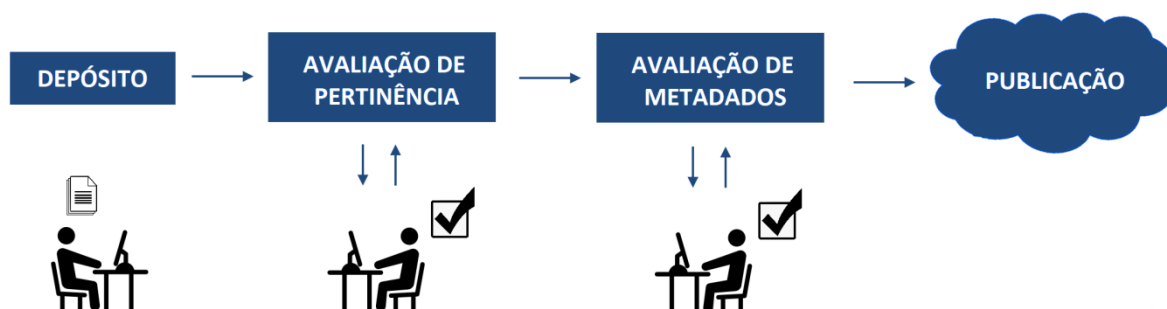 DEPÓSITO
AVALIAÇÃO DE
PERTINÊNCIA
AVALIAÇÃO DE
METADADOS
PUBLICAÇÃO